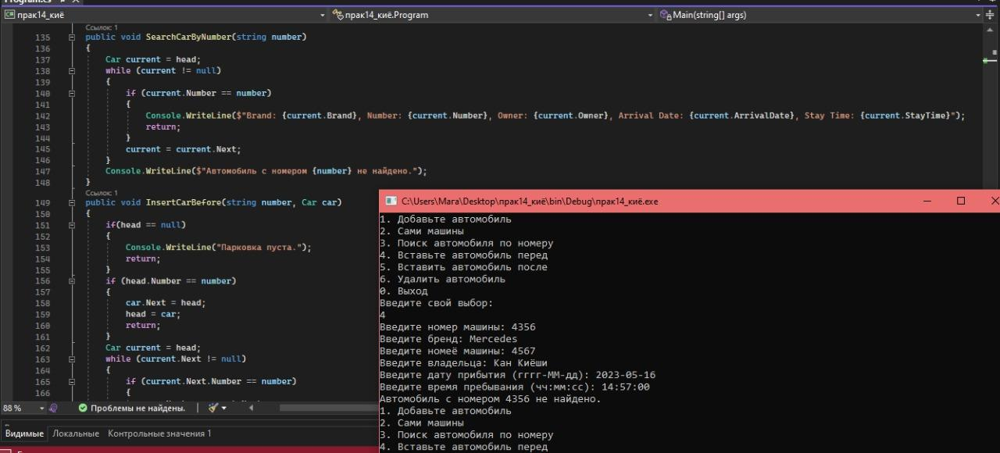 Program.cs
прак14_киё
прак14_киё.Program
Main(string[] args)
Ссылок: 1
135 public void SearchCarByNumber(string number)
136 {
137 Car current = head;
138 while (current != null)
139 {
140 if (current.Number == number)
141 {
142 Console.WriteLine($"Brand: {current.Brand}, Number: {current.Number}, Owner: {current.Owner}, Arrival Date: {current.ArrivalDate}, Stay Time: {current.StayTime}");
143 return;
144 }
145 current = current.Next;
146 }
147 Console.WriteLine($"Автомобиль с номером {number} не найдено.");
148 }
Ссылок: 1
149 public void InsertCarBefore(string number, Car car)
150 {
151 if(head == null)
152 {
153 Console.WriteLine("Парковка пуста.");
154 return;
155 }
156 if (head.Number == number)
157 {
158 car.Next = head;
159 head = car;
160 return;
161 }
162 Car current = head;
163 while (current.Next != null)
164 {
165 if (current.Next.Number == number)
166 {
88 %
Проблемы не найдены.
Видимые Локальные Контрольные значения 1
C:\Users\Mara\Desktop\прак14_киё\bin\Debug\прак14_киё.exe
1. Добавьте автомобиль
2. Сами машины
3. Поиск автомобиля по номеру
4. Вставьте автомобиль перед
5. Вставить автомобиль после
6. Удалить автомобиль
0. Выход
Введите свой выбор:
4
Введите номер машины: 4356
Введите бренд: Mercedes
Введите номеё машины: 4567
Введите владельца: Кан Киёши
Введите дату прибытия (гггг-ММ-дд): 2023-05-16
Введите время пребывания (чч:мм:сс): 14:57:00
Автомобиль с номером 4356 не найдено.
1. Добавьте автомобиль
2. Сами машины
3. Поиск автомобиля по номеру
4. Вставьте автомобиль перед